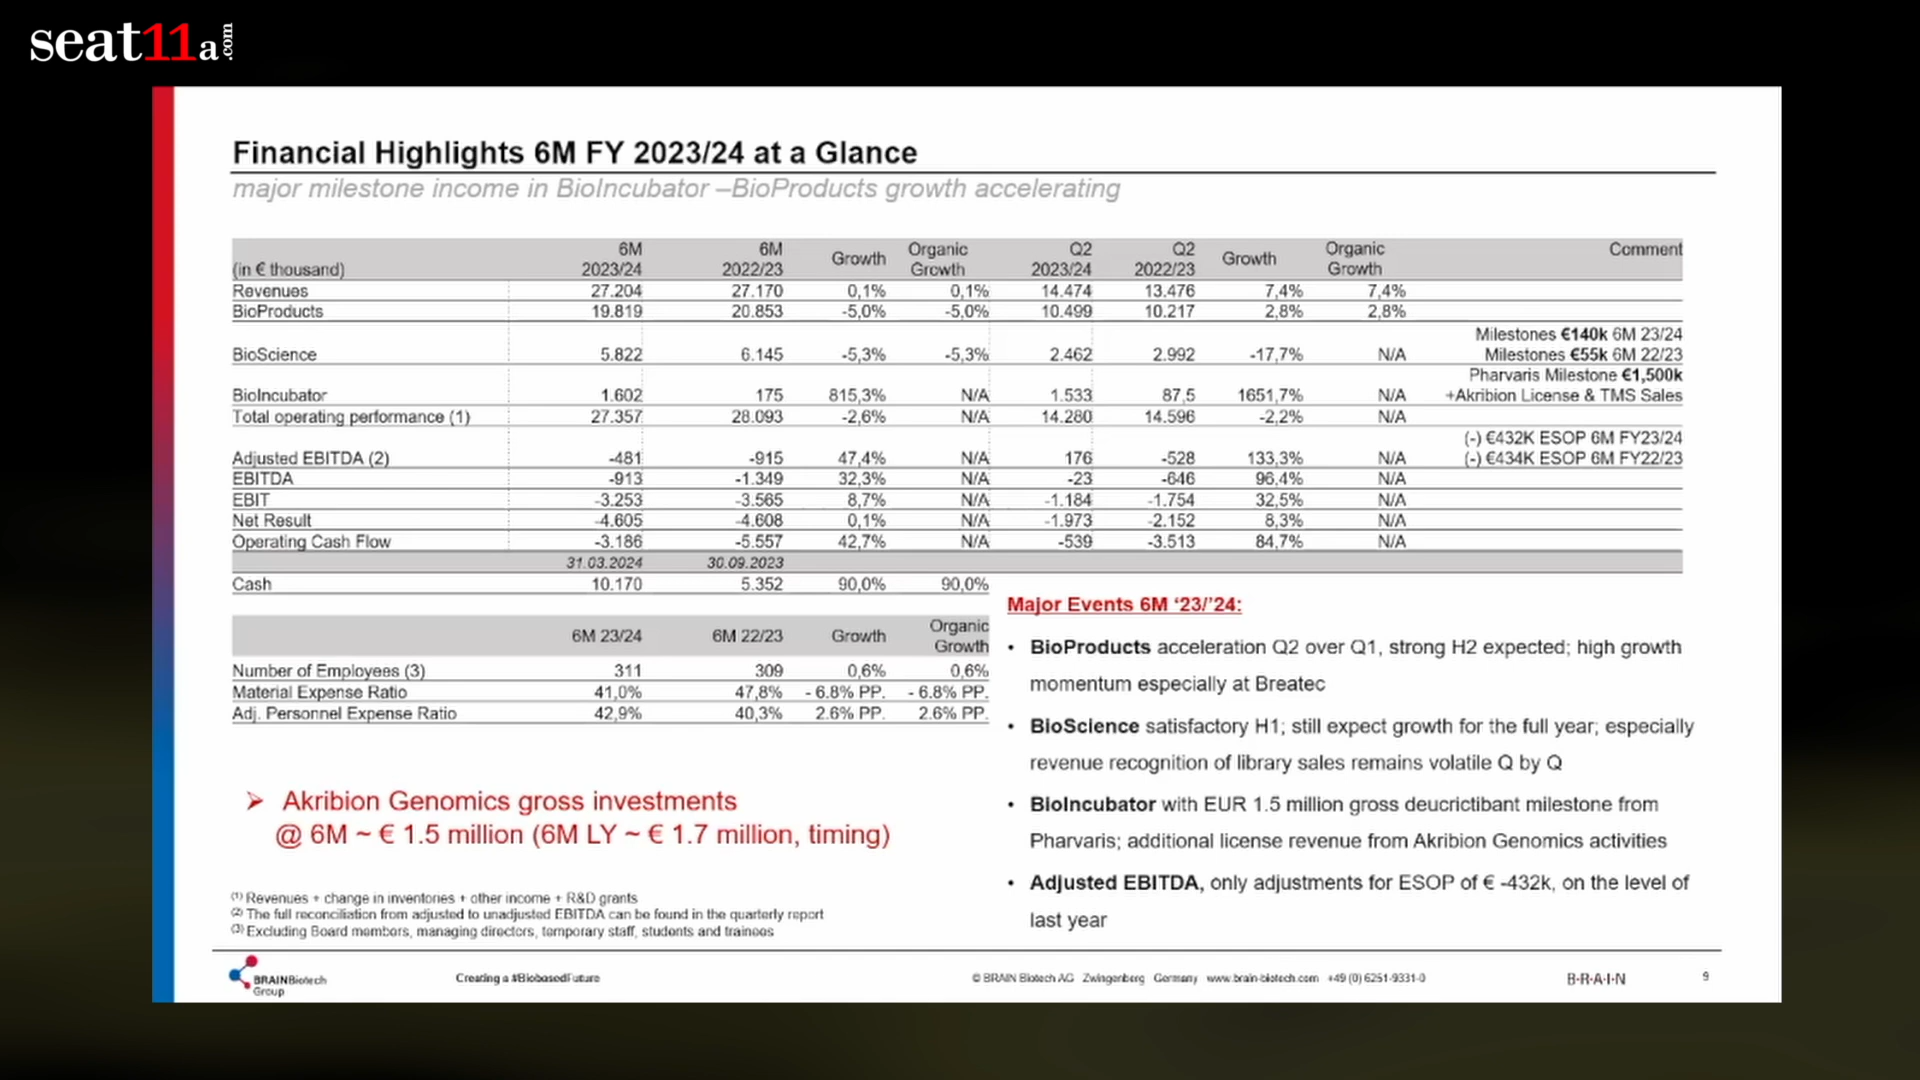 seat11a.com
Financial Highlights 6M FY 2023/24 at a Glance
major milestone income in BioIncubator –BioProducts growth accelerating
(in € thousand) 6M 2023/24 6M 2022/23 Growth Organic Growth Q2 2023/24 Q2 2022/23 Growth Organic Growth Comment
Revenues 27.204 27.170 0,1% 0,1% 14.474 13.476 7,4% 7,4%
BioProducts 19.819 20.853 -5,0% -5,0% 10.499 10.217 2,8% 2,8%
BioScience 5.822 6.145 -5,3% -5,3% 2.462 2.992 -17,7% N/A Milestones €140k 6M 23/24
Milestones €55k 6M 22/23
BioIncubator 1.602 175 815,3% N/A 1.533 87,5 1651,7% N/A Pharvaris Milestone €1,500k
+Akribion License & TMS Sales
Total operating performance (1) 27.357 28.093 -2,6% N/A 14.280 14.596 -2,2% N/A
Adjusted EBITDA (2) -481 -915 47,4% N/A 176 -528 133,3% N/A (-) €432K ESOP 6M FY23/24
(-) €434K ESOP 6M FY22/23
EBITDA -913 -1.349 32,3% N/A -23 -646 96,4% N/A
EBIT -3.253 -3.565 8,7% N/A -1.184 -1.754 32,5% N/A
Net Result -4.605 -4.608 0,1% N/A -1.973 -2.152 8,3% N/A
Operating Cash Flow -3.186 -5.557 42,7% N/A -539 -3.513 84,7% N/A
31.03.2024 30.09.2023
Cash 10.170 5.352 90,0% 90,0%
6M 23/24 6M 22/23 Growth Organic Growth
Number of Employees (3) 311 309 0,6% 0,6%
Material Expense Ratio 41,0% 47,8% - 6.8% PP. - 6.8% PP.
Adj. Personnel Expense Ratio 42,9% 40,3% 2.6% PP. 2.6% PP.
➢ Akribion Genomics gross investments
@ 6M ~ € 1.5 million (6M LY ~ € 1.7 million, timing)
Major Events 6M ‘23/’24:
• BioProducts acceleration Q2 over Q1, strong H2 expected; high growth
momentum especially at Breatec
• BioScience satisfactory H1; still expect growth for the full year; especially
revenue recognition of library sales remains volatile Q by Q
• BioIncubator with EUR 1.5 million gross deucrictibant milestone from
Pharvaris; additional license revenue from Akribion Genomics activities
• Adjusted EBITDA, only adjustments for ESOP of € -432k, on the level of
last year
(1) Revenues + change in inventories + other income + R&D grants
(2) The full reconciliation from adjusted to unadjusted EBITDA can be found in the quarterly report
(3) Excluding Board members, managing directors, temporary staff, students and trainees
BRAINBiotech
Group
Creating a #BiobasedFuture
© BRAIN Biotech AG Zwingenberg Germany www.brain-biotech.com +49 (0) 6251-9331-0
B·R·A·I·N
9